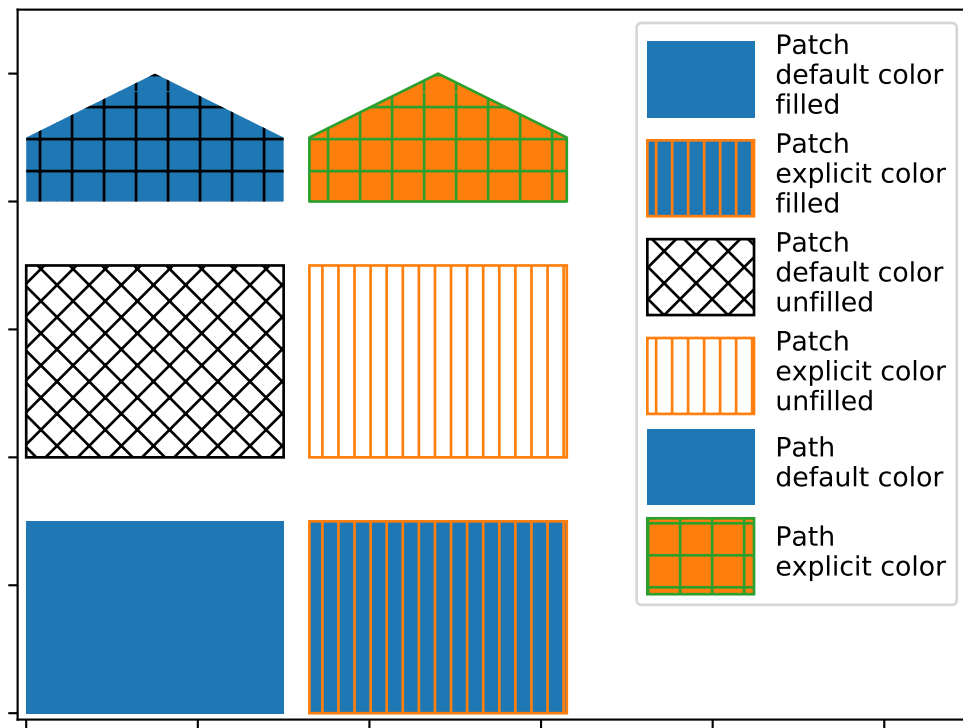 Patch
default color
filled
Patch
explicit color
filled
Patch
default color
unfilled
Patch
explicit color
unfilled
Path
default color
Path
explicit color